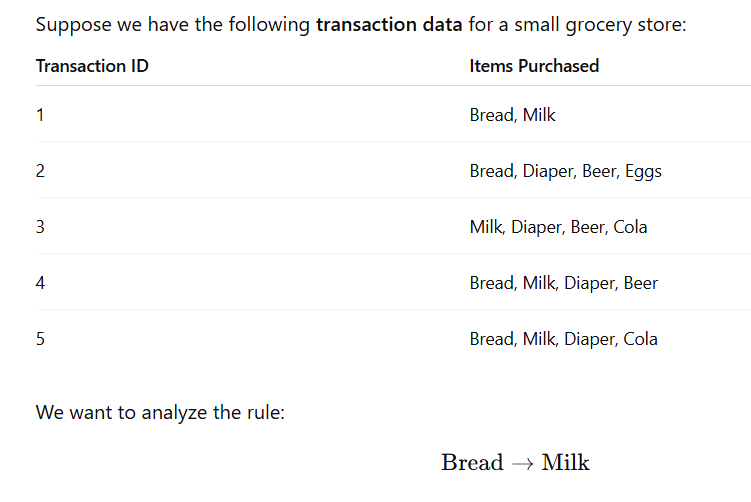 Suppose we have the following transaction data for a small grocery store:
Transaction ID Items Purchased
1 Bread, Milk
2 Bread, Diaper, Beer, Eggs
3 Milk, Diaper, Beer, Cola
4 Bread, Milk, Diaper, Beer
5 Bread, Milk, Diaper, Cola
We want to analyze the rule:
Bread → Milk